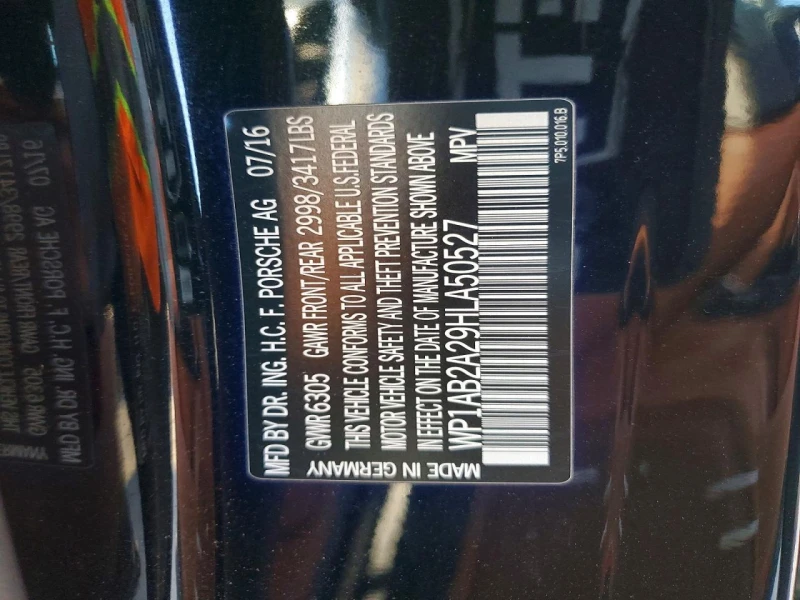 MFD BY DR. ING. H.C. F. PORSCHE AG 07/16
GWR 6305 GAWR FRONT/REAR 2998/3417 LBS
THIS VEHICLE CONFORMS TO ALL APPLICABLE U.S.FEDERAL
MOTOR VEHICLE SAFETY AND THEFT PREVENTION STANDARDS
IN EFFECT ON THE DATE OF MANUFACTURE SHOWN ABOVE
WP1AB2A29HLA50527 MPV
MADE IN GERMANY
7P5.010.016.B